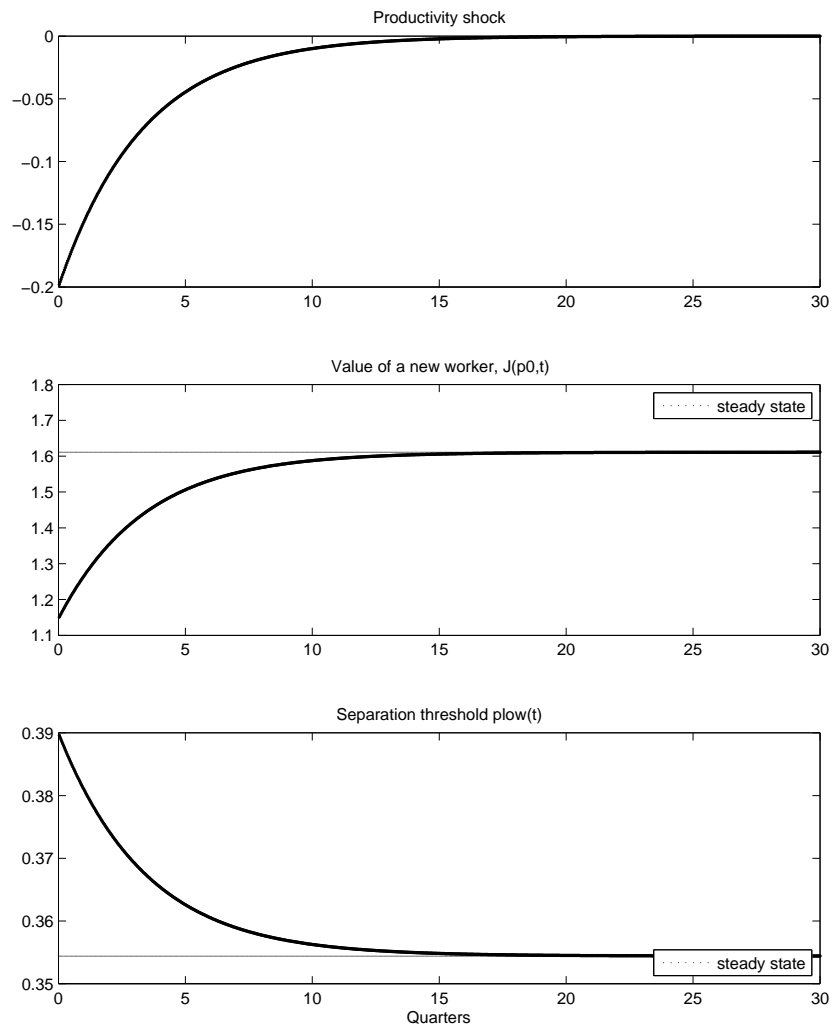 Productivity shock
0
−0.05
−0.1
−0.15
−0.2
0 5 10 15 20 25 30
Value of a new worker, J(p0,t)
1.8
1.7
1.6
1.5
1.4
1.3
1.2
1.1
steady state
0 5 10 15 20 25 30
Separation threshold plow(t)
0.39
0.38
0.37
0.36
0.35
steady state
0 5 10 15 20 25 30
Quarters